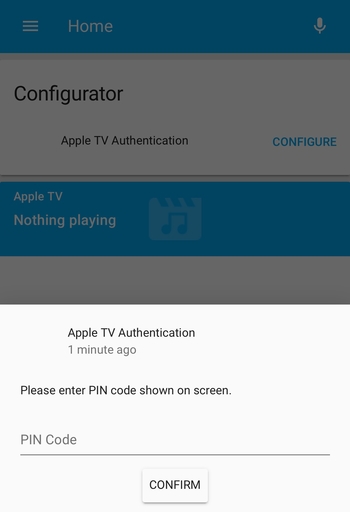 Home
Configurator
Apple TV Authentication
CONFIGURE
Apple TV
Nothing playing
Apple TV Authentication
1 minute ago
Please enter PIN code shown on screen.
PIN Code
CONFIRM